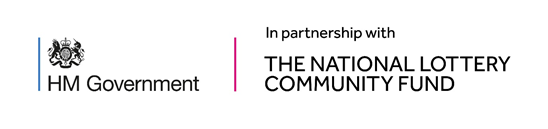 HM Government
In partnership with
THE NATIONAL LOTTERY
COMMUNITY FUND